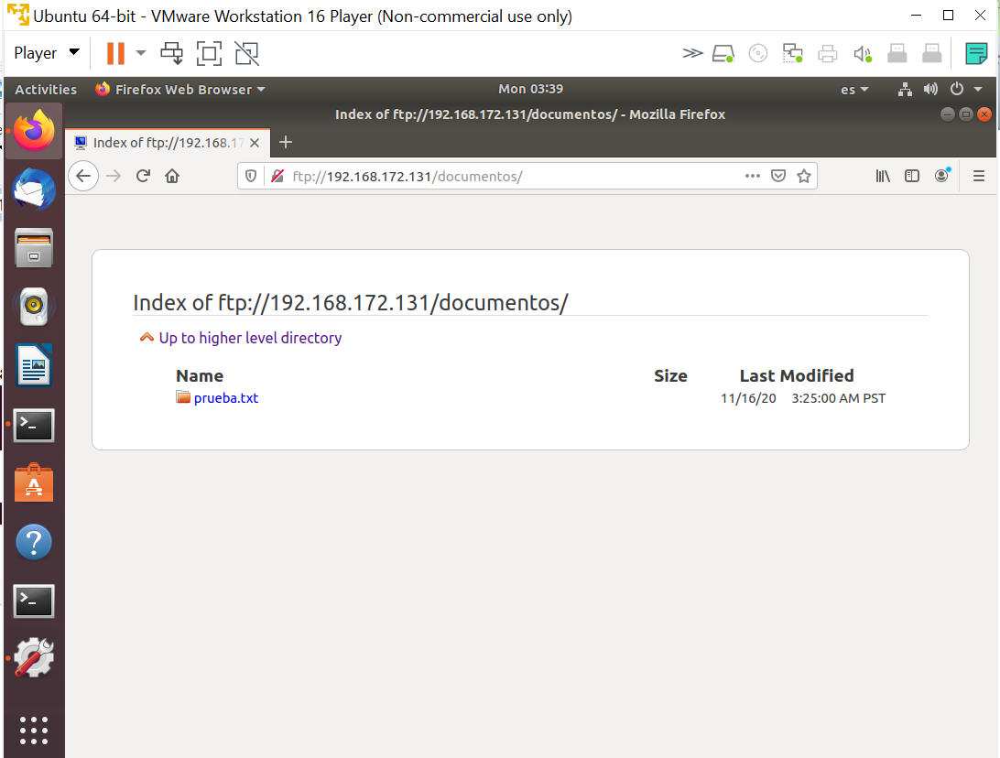 Ubuntu 64-bit - VMware Workstation 16 Player (Non-commercial use only)
Player
Activities Firefox Web Browser Mon 03:39 es
Index of ftp://192.168.172.131/documentos/ - Mozilla Firefox
Index of ftp://192.168.17
ftp://192.168.172.131/documentos/
Index of ftp://192.168.172.131/documentos/
Up to higher level directory
Name Size Last Modified
prueba.txt 11/16/20 3:25:00 AM PST